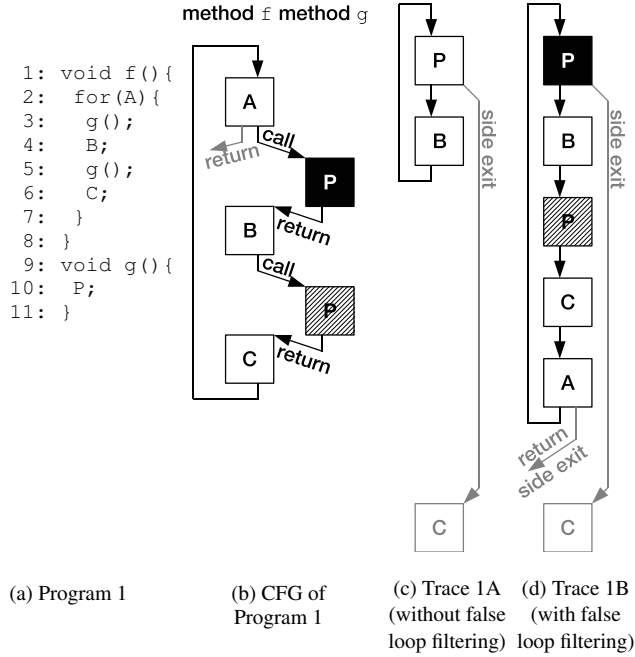 method f method g
1: void f(){
2: for(A){
3: g();
4: B;
5: g();
6: C;
7: }
8: }
9: void g(){
10: P;
11: }
A
call
return
P
B
return
call
P
C
return
P
B
side exit
C
P
B
P
C
A
side exit
return
side exit
C
(a) Program 1
(b) CFG of
Program 1
(c) Trace 1A
(without false
loop filtering)
(d) Trace 1B
(with false
loop filtering)